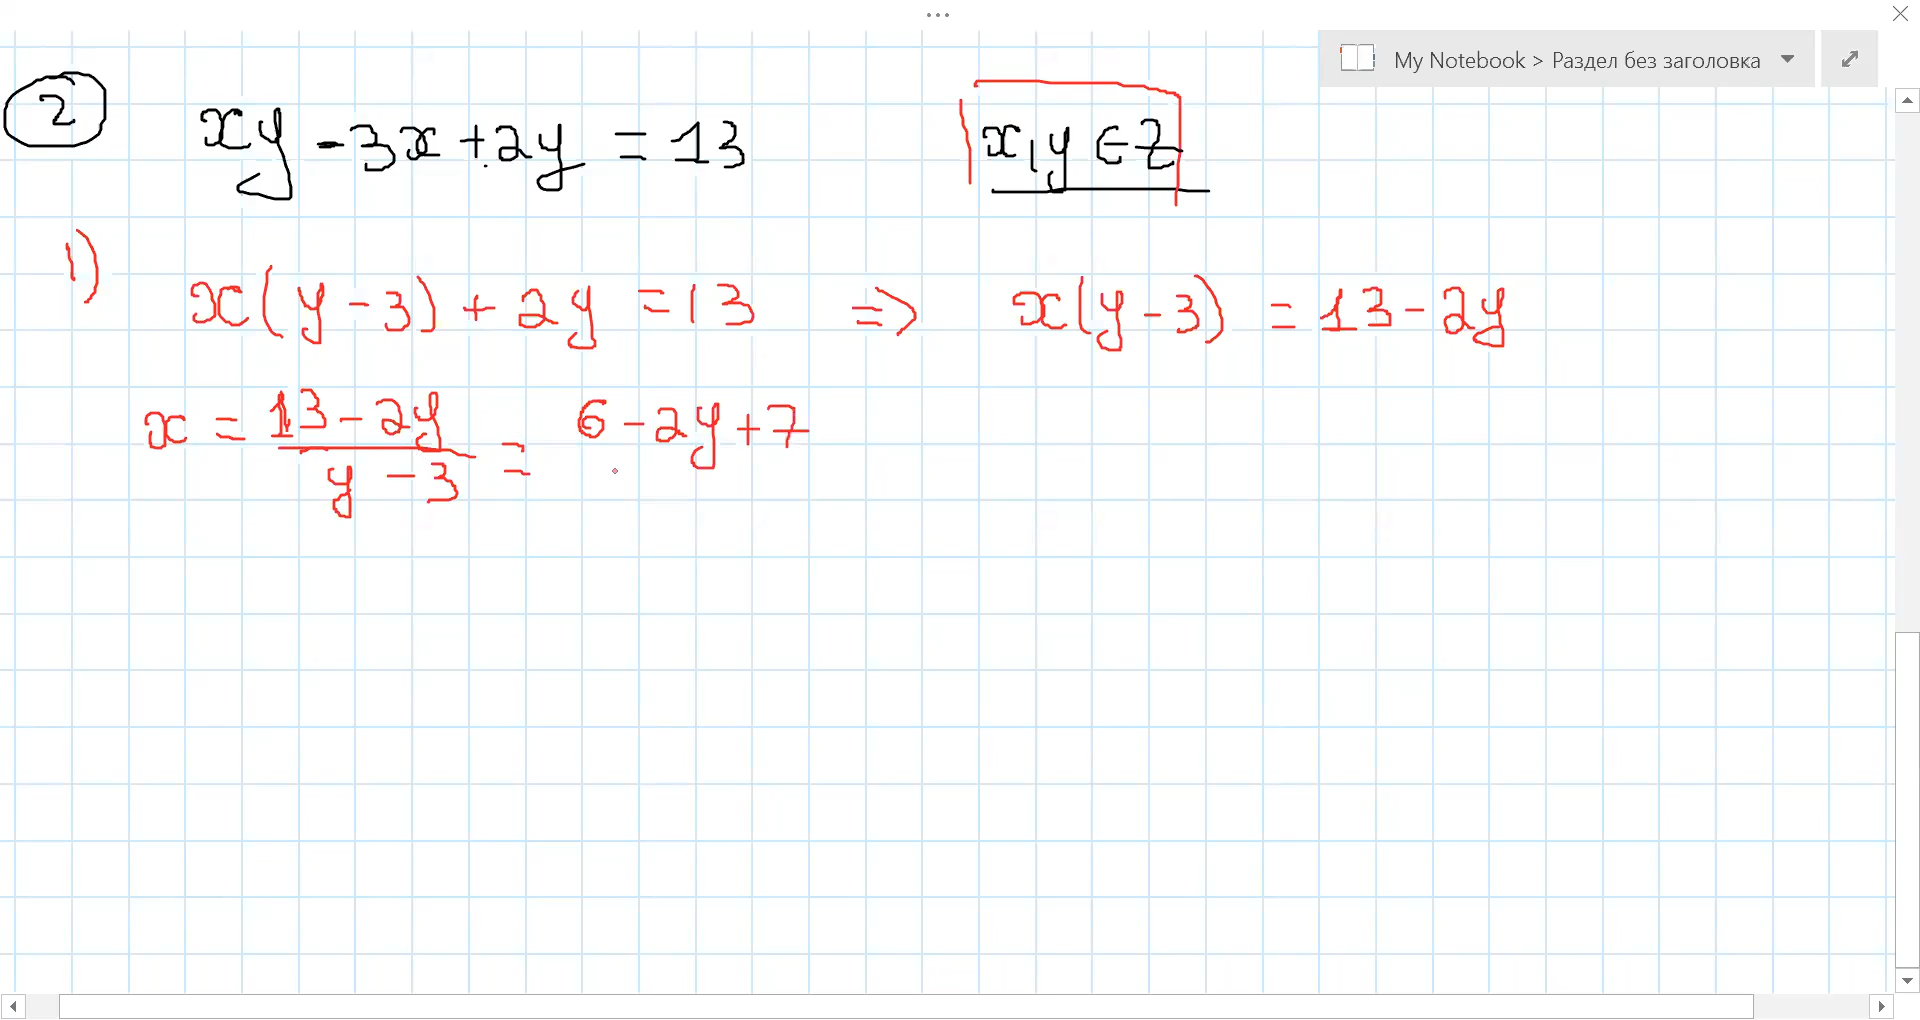 ...
My Notebook > Раздел без заголовка
2
xy - 3x + 2y = 13
x, y ∈ Z
1)
x(y - 3) + 2y = 13 => x(y - 3) = 13 - 2y
x = (13 - 2y)/(y - 3) = 6 - 2y + 7